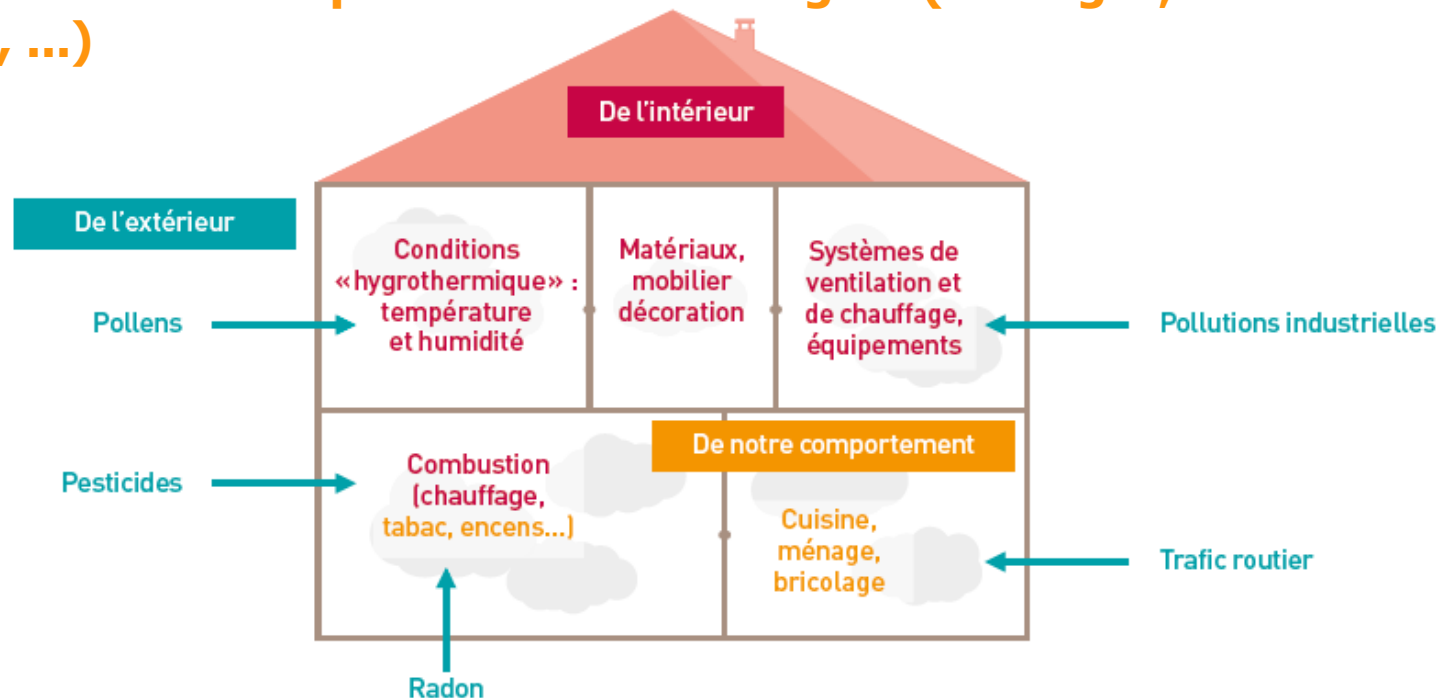 , ...)
De l'intérieur
De l'extérieur
Conditions
«hygrothermique» :
température
et humidité
Matériaux,
mobilier
décoration
Systèmes de
ventilation et
de chauffage,
équipements
Pollens
Pollutions industrielles
De notre comportement
Pesticides
Combustion
(chauffage,
tabac, encens...)
Cuisine,
ménage,
bricolage
Trafic routier
Radon